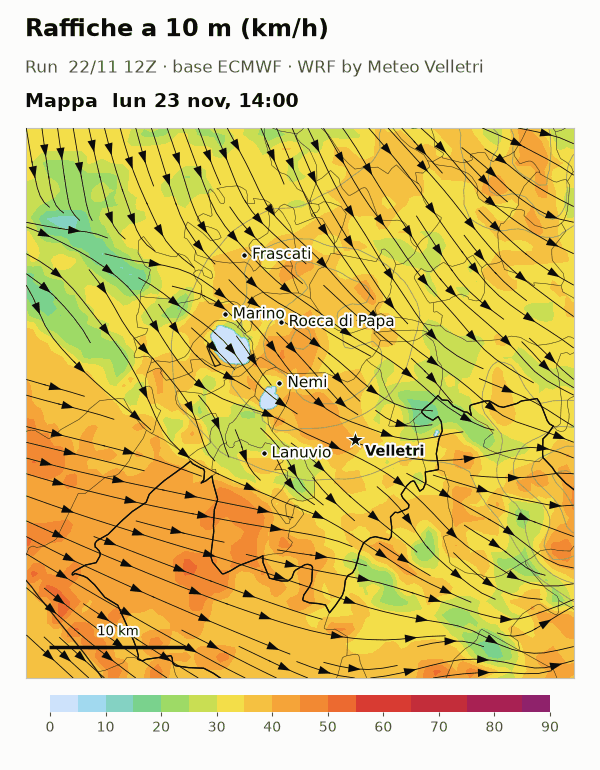 Raffiche a 10 m (km/h)
Run 22/11 12Z · base ECMWF · WRF by Meteo Velletri
Mappa lun 23 nov, 14:00
Frascati
Marino
Rocca di Papa
Nemi
Velletri
Lanuvio
10 km
0 10 20 30 40 50 60 70 80 90